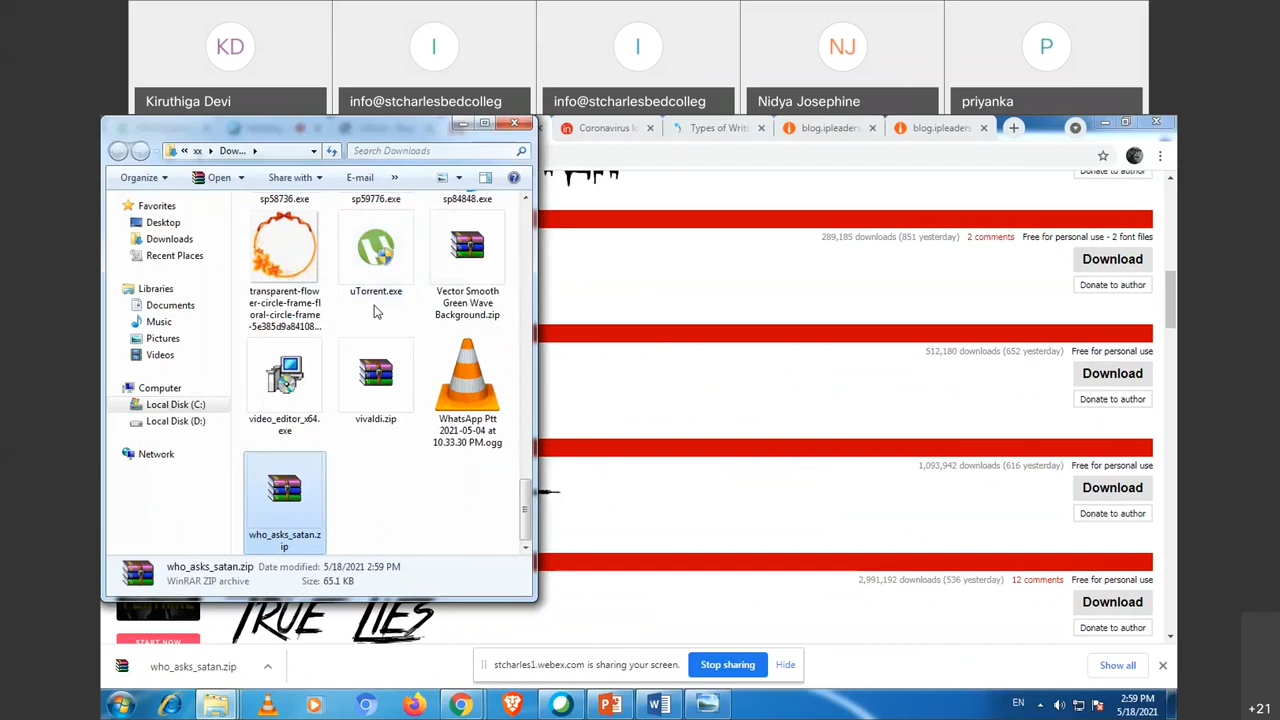 KD
I
I
NJ
P
Kiruthiga Devi
info@stcharlesbedcolleg
info@stcharlesbedcolleg
Nidya Josephine
priyanka
Coronavirus
Types of Writ
blog.ipleaders
blog.ipleaders
« xx Dow...
Search Downloads
Organize
Open
Share with
E-mail
»
Favorites
Desktop
Downloads
Recent Places
Libraries
Documents
Music
Pictures
Videos
Computer
Local Disk (C:)
Local Disk (D:)
Network
sp58736.exe
sp59776.exe
sp84848.exe
transparent-flow
er-circle-frame-fl
oral-circle-frame
-5e385d9a84108...
uTorrent.exe
Vector Smooth
Green Wave
Background.zip
video_editor_x64.
exe
vivaldi.zip
WhatsApp Ptt
2021-05-04 at
10.33.30 PM.ogg
who_asks_satan.z
ip
who_asks_satan.zip Date modified: 5/18/2021 2:59 PM
WinRAR ZIP archive Size: 65.1 KB
Donate to author
289,185 downloads (851 yesterday) 2 comments Free for personal use - 2 font files
Download
Donate to author
512,180 downloads (652 yesterday) Free for personal use
Download
Donate to author
1,093,942 downloads (616 yesterday) Free for personal use
Download
Donate to author
2,991,192 downloads (536 yesterday) 12 comments Free for personal use
Download
Donate to author
TRUE LIES
START NOW
who_asks_satan.zip
stcharles1.webex.com is sharing your screen.
Stop sharing
Hide
Show all
EN
2:59 PM
5/18/2021
+21